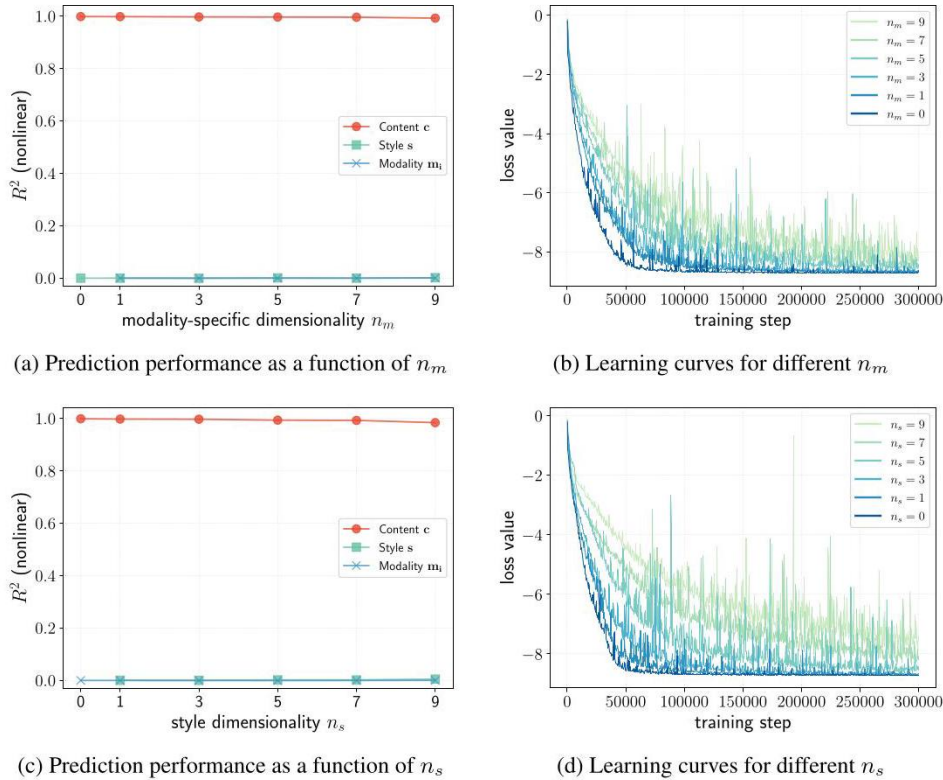 1.0
0.8
0.6
0.4
0.2
0.0
R² (nonlinear)
Content c
Style s
Modality mᵢ
0 1 3 5 7 9
modality-specific dimensionality nₘ
(a) Prediction performance as a function of nₘ
0
−2
−4
−6
−8
loss value
nₘ = 9
nₘ = 7
nₘ = 5
nₘ = 3
nₘ = 1
nₘ = 0
0 50000 100000 150000 200000 250000 300000
training step
(b) Learning curves for different nₘ
1.0
0.8
0.6
0.4
0.2
0.0
R² (nonlinear)
Content c
Style s
Modality mᵢ
0 1 3 5 7 9
style dimensionality nₛ
(c) Prediction performance as a function of nₛ
0
−2
−4
−6
−8
loss value
nₛ = 9
nₛ = 7
nₛ = 5
nₛ = 3
nₛ = 1
nₛ = 0
0 50000 100000 150000 200000 250000 300000
training step
(d) Learning curves for different nₛ